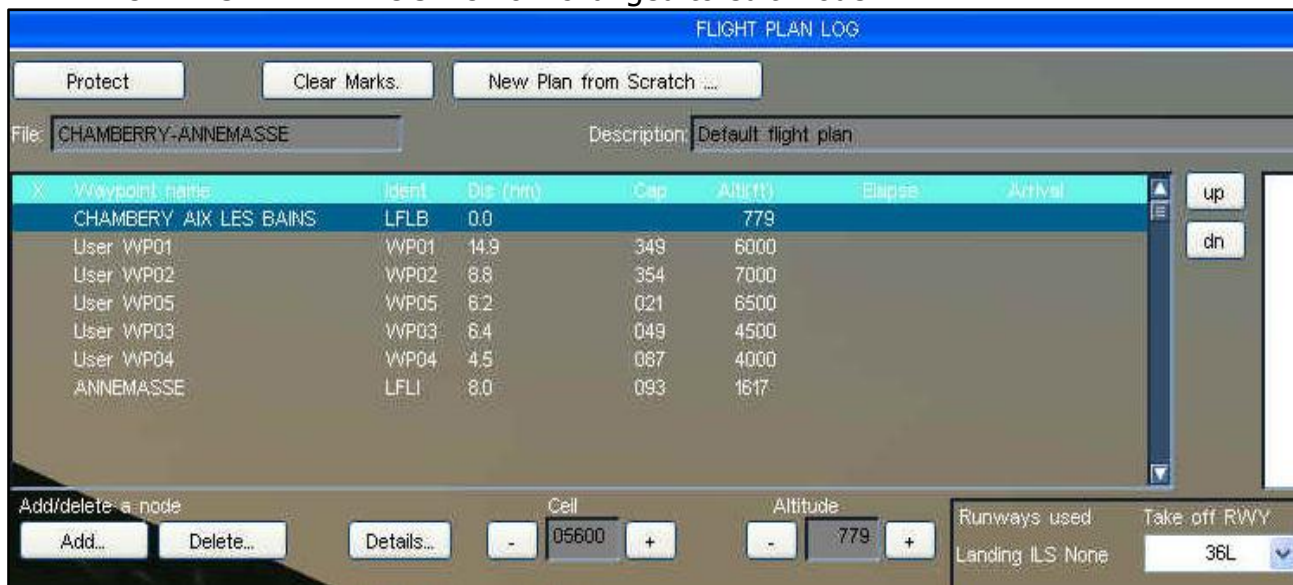 FLIGHT PLAN LOG
Protect Clear Marks. New Plan from Scratch ...
File: CHAMBERRY-ANNEMASSE Description: Default flight plan
X Waypoint name Ident Dis (nm) Cap Alti(ft) Elapse Arrival
up
CHAMBERY AIX LES BAINS LFLB 0.0 779
dn
User WP01 WP01 14.9 349 6000
User WP02 WP02 8.8 354 7000
User WP05 WP05 6.2 021 6500
User WP03 WP03 6.4 049 4500
User WP04 WP04 4.5 087 4000
ANNEMASSE LFLI 8.0 093 1617
Add/delete a node Cell Altitude
Runways used Take off RWY
Add... Delete... Details... - 05600 + - 779 +
Landing ILS None 36L